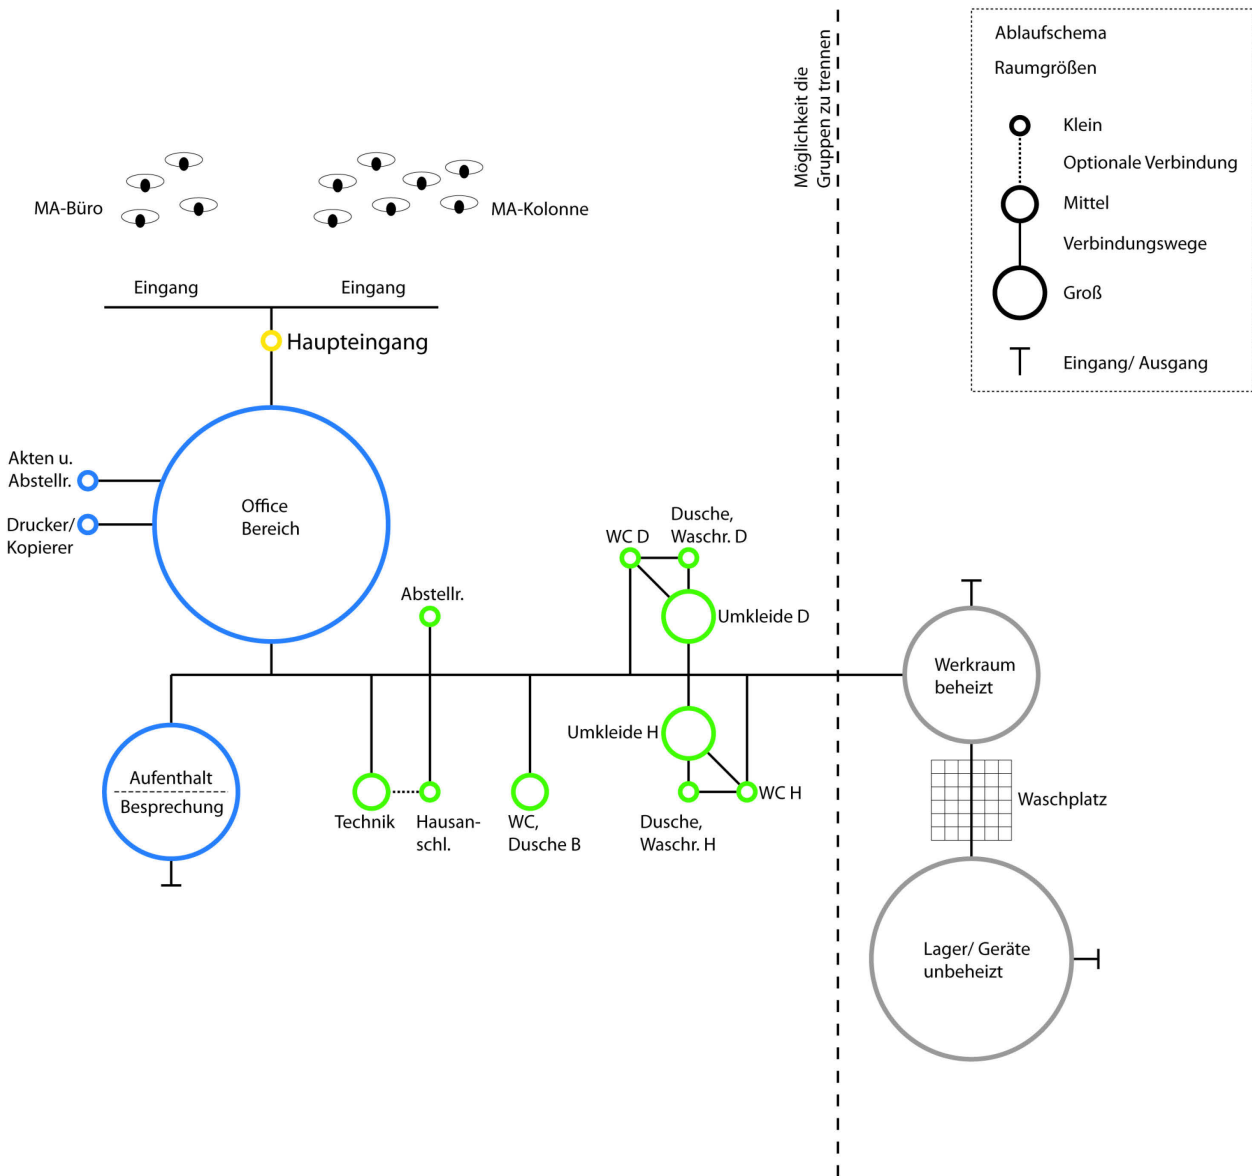 Möglichkeit die
Gruppen zu trennen
Ablaufschema
Raumgrößen
Klein
Optionale Verbindung
Mittel
Verbindungswege
Groß
Eingang/ Ausgang
MA-Büro
MA-Kolonne
Eingang
Eingang
Haupteingang
Akten u.
Abstellr.
Drucker/
Kopierer
Office
Bereich
WC D
Dusche,
Waschr. D
Abstellr.
Umkleide D
Werkraum
beheizt
Umkleide H
Aufenthalt
Besprechung
Technik
Hausan-
schl.
WC,
Dusche B
Dusche,
Waschr. H
WC H
Waschplatz
Lager/ Geräte
unbeheizt